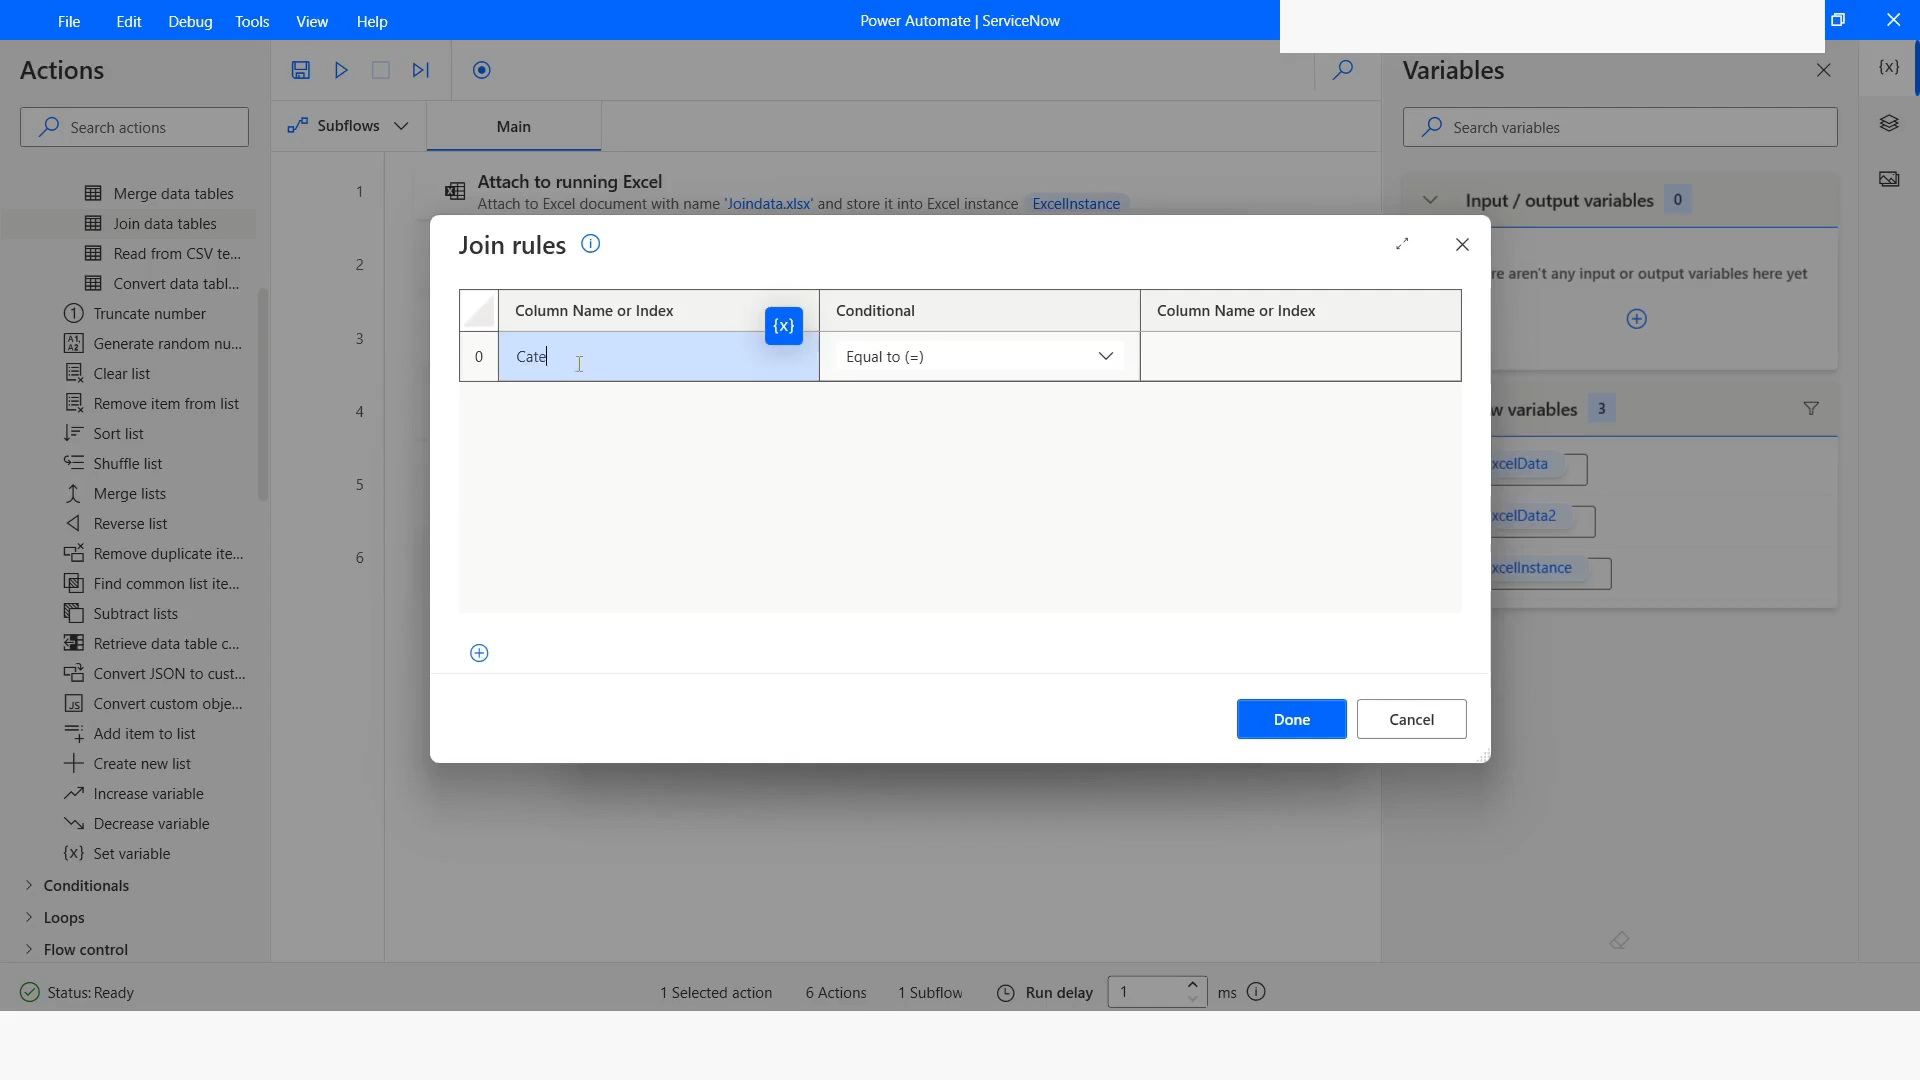 File Edit Debug Tools View Help
Power Automate | ServiceNow
Actions
Search actions
Merge data tables
Join data tables
Read from CSV te...
Convert data tabl...
Truncate number
Generate random nu...
Clear list
Remove item from list
Sort list
Shuffle list
Merge lists
Reverse list
Remove duplicate ite...
Find common list ite...
Subtract lists
Retrieve data table c...
Convert JSON to cust...
Convert custom obje...
Add item to list
Create new list
Increase variable
Decrease variable
{x} Set variable
Conditionals
Loops
Flow control
Subflows
Main
1
2
3
4
5
6
Attach to running Excel
Attach to Excel document with name 'Joindata.xlsx' and store it into Excel instance ExcelInstance
Join rules
Column Name or Index Conditional Column Name or Index
{x}
0 Cate Equal to (=)
Done Cancel
Variables
{x}
Search variables
Input / output variables 0
re aren't any input or output variables here yet
w variables 3
xcelData
xcelData2
xcelInstance
Status: Ready
1 Selected action 6 Actions 1 Subflow Run delay 1 ms